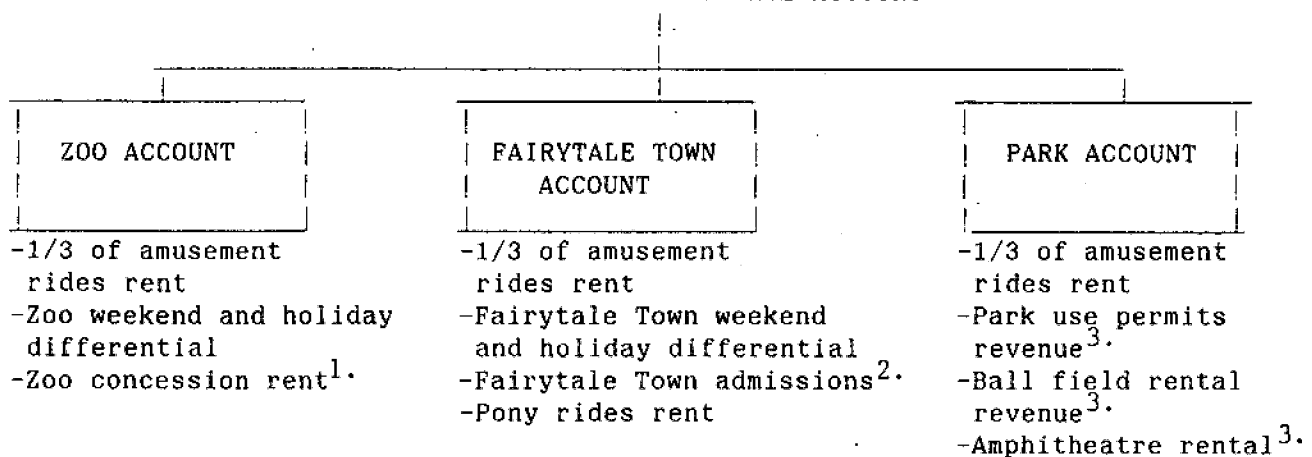 ZOO ACCOUNT
-1/3 of amusement
rides rent
-Zoo weekend and holiday
differential
-Zoo concession rent1.
FAIRYTALE TOWN
ACCOUNT
-1/3 of amusement
rides rent
-Fairytale Town weekend
and holiday differential
-Fairytale Town admissions2.
-Pony rides rent
PARK ACCOUNT
-1/3 of amusement
rides rent
-Park use permits
revenue3.
-Ball field rental
revenue3.
-Amphitheatre rental3.